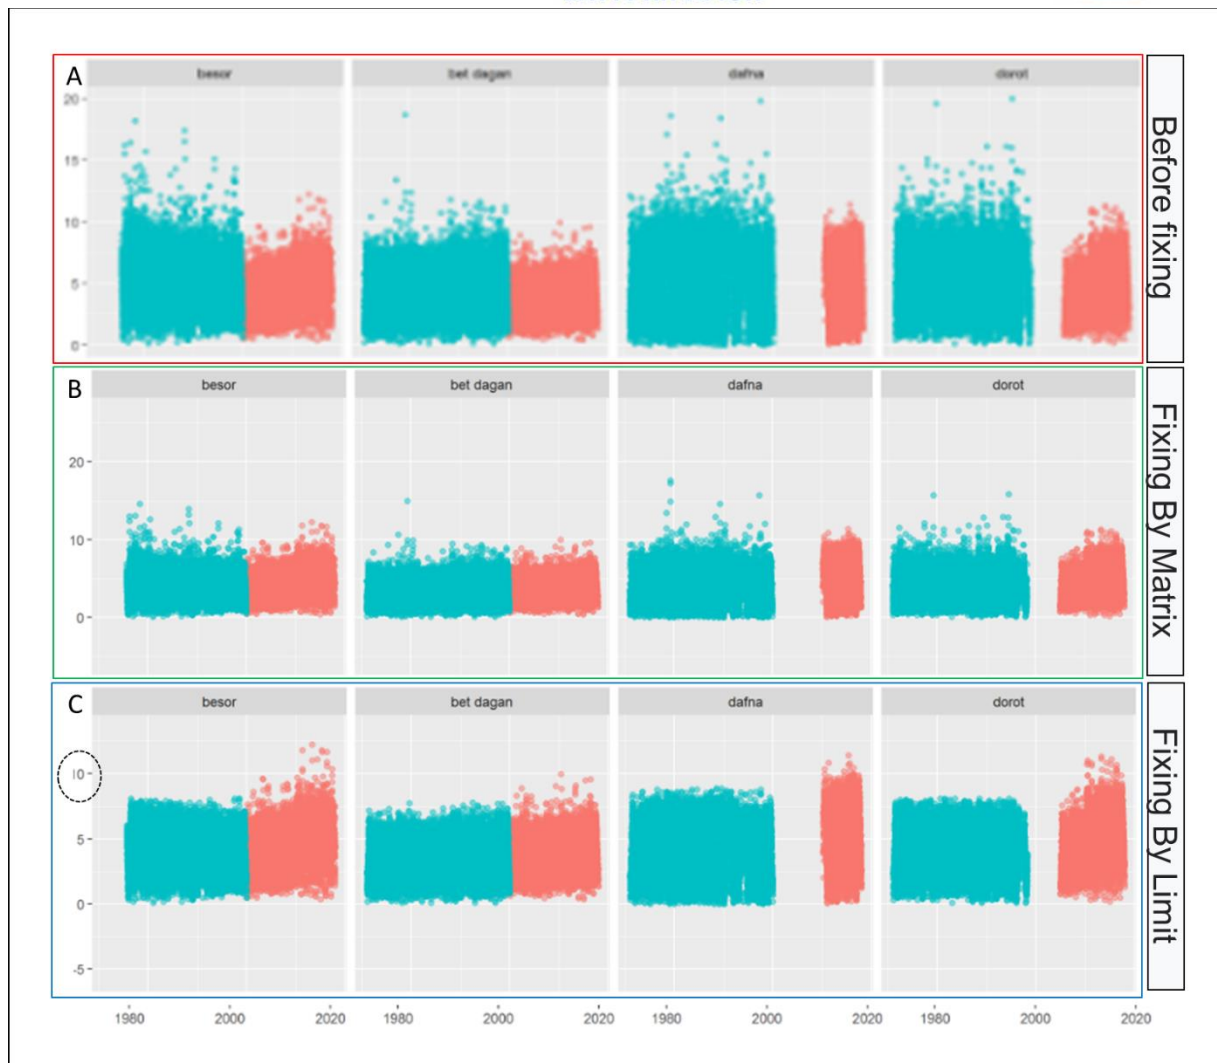 A
besor
bet dagan
dafna
dorot
20
15
10
5
0
Before fixing
B
besor
bet dagan
dafna
dorot
20
10
0
Fixing By Matrix
C
besor
bet dagan
dafna
dorot
10
5
0
-5
Fixing By Limit
1980 2000 2020 1980 2000 2020 1980 2000 2020 1980 2000 2020